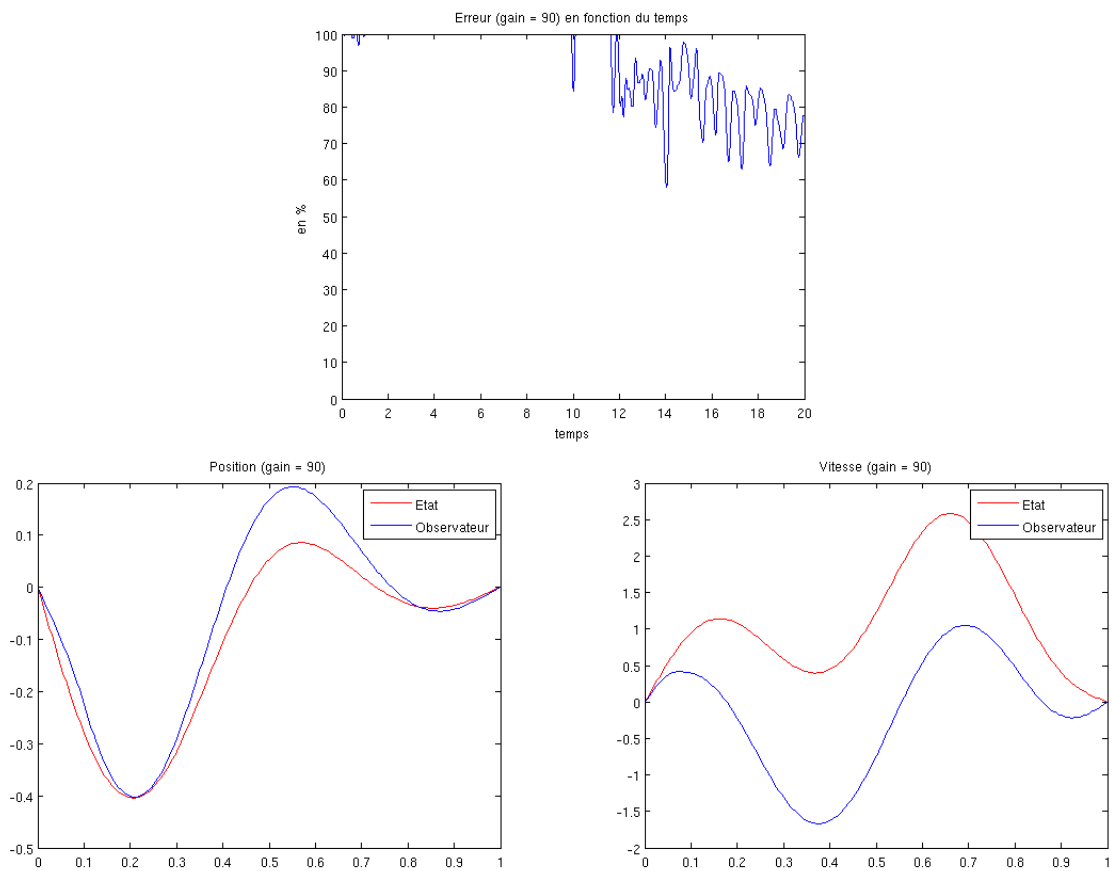 Erreur (gain = 90) en fonction du temps
100
90
80
70
60
50
40
30
20
10
0
en %
0 2 4 6 8 10 12 14 16 18 20
temps
Position (gain = 90)
Etat
Observateur
0.2
0.1
0
-0.1
-0.2
-0.3
-0.4
-0.5
0 0.1 0.2 0.3 0.4 0.5 0.6 0.7 0.8 0.9 1
Vitesse (gain = 90)
Etat
Observateur
3
2.5
2
1.5
1
0.5
0
-0.5
-1
-1.5
-2
0 0.1 0.2 0.3 0.4 0.5 0.6 0.7 0.8 0.9 1